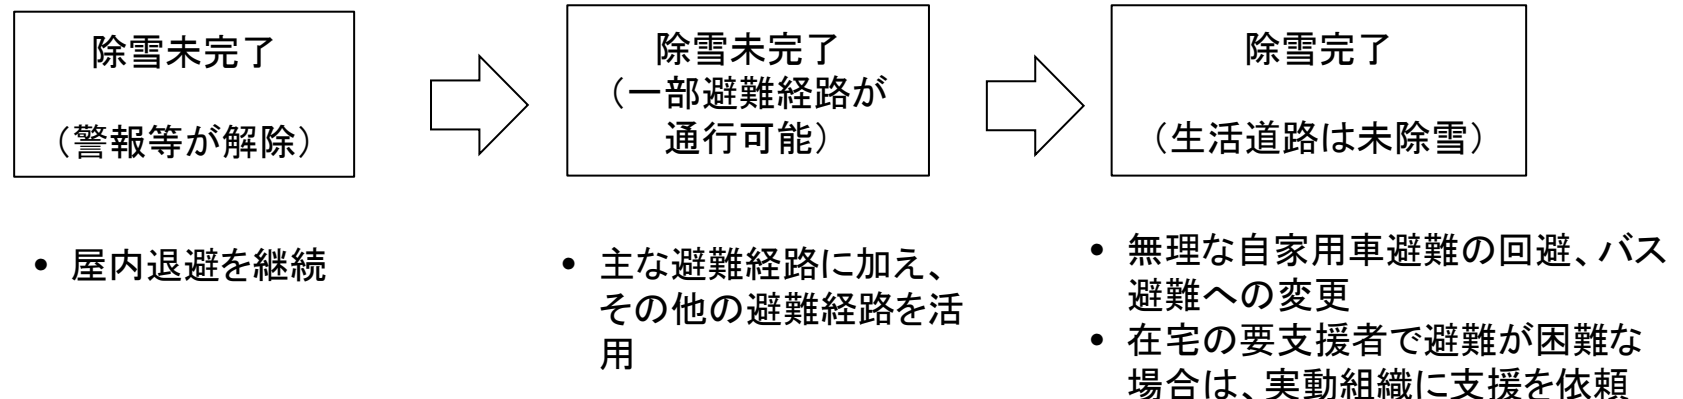 除雪未完了
（警報等が解除）
除雪未完了
（一部避難経路が
通行可能）
除雪完了
（生活道路は未除雪）
• 屋内退避を継続
• 主な避難経路に加え、
その他の避難経路を活
用
• 無理な自家用車避難の回避、バス
避難への変更
• 在宅の要支援者で避難が困難な
場合は、実動組織に支援を依頼